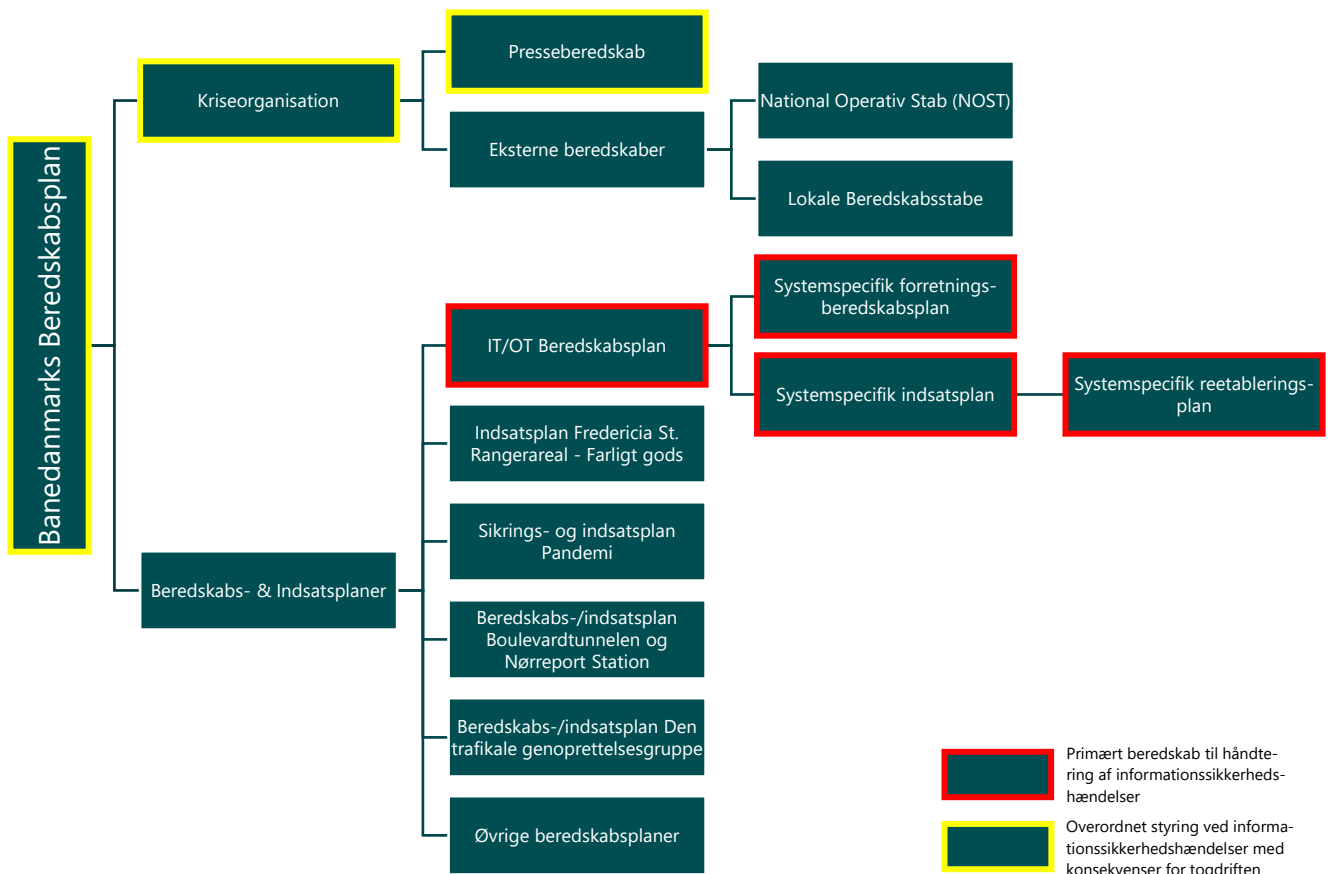 Banedanmarks Beredskabsplan
Kriseorganisation
Presseberedskab
Eksterne beredskaber
National Operativ Stab (NOST)
Lokale Beredskabsstabe
Beredskabs- & Indsatsplaner
IT/OT Beredskabsplan
Systemspecifik forretnings-
beredskabsplan
Systemspecifik indsatsplan
Systemspecifik reetablerings-
plan
Indsatsplan Fredericia St.
Rangerareal - Farligt gods
Sikrings- og indsatsplan
Pandemi
Beredskabs-/indsatsplan
Boulevardtunnelen og
Nørreport Station
Beredskabs-/indsatsplan Den
trafikale genoprettelsesgruppe
Øvrige beredskabsplaner
Primært beredskab til håndte-
ring af informationssikkerheds-
hændelser
Overordnet styring ved informa-
tionssikkerhedshændelser med
konsekvenser for togdriften